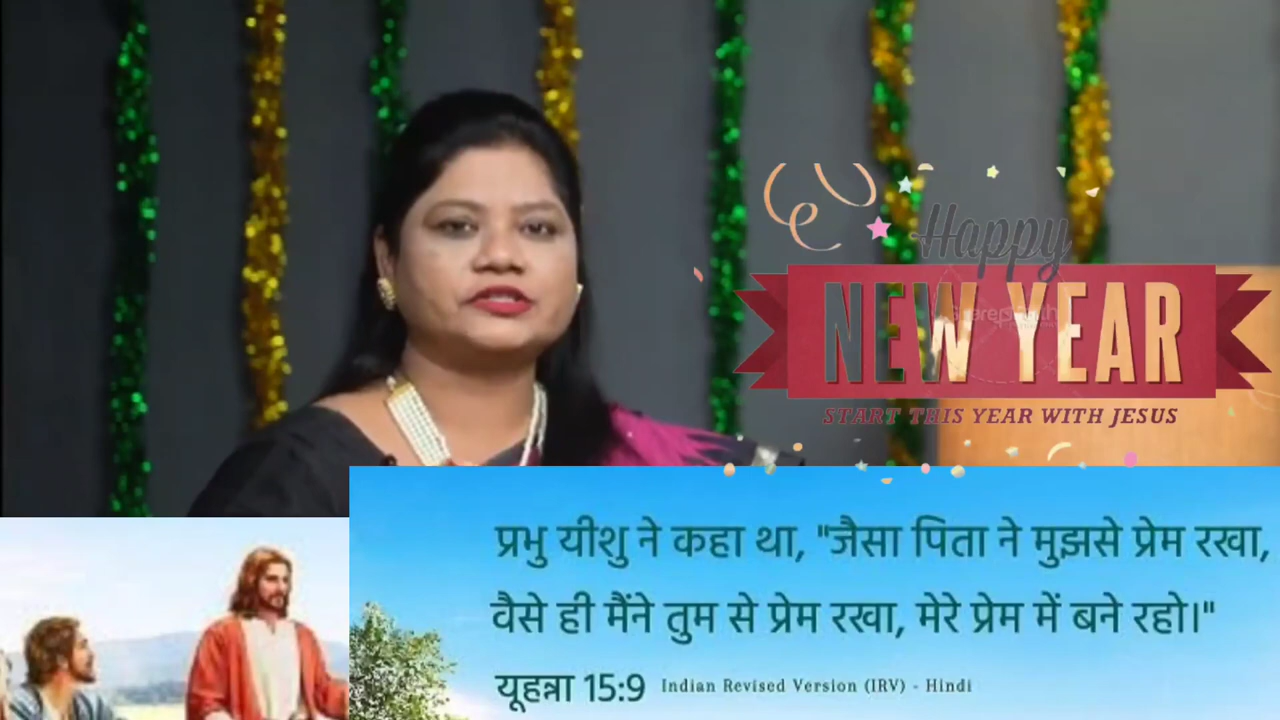 Happy
NEW YEAR
START THIS YEAR WITH JESUS
प्रभु यीशु ने कहा था, "जैसा पिता ने मुझसे प्रेम रखा,
वैसे ही मैंने तुम से प्रेम रखा, मेरे प्रेम में बने रहो।"
यूहन्ना 15:9 Indian Revised Version (IRV) - Hindi